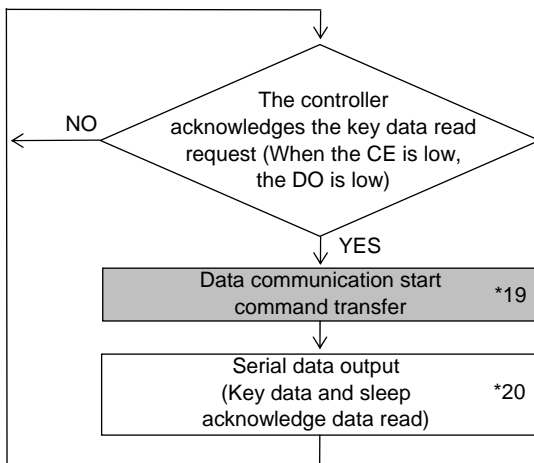 The controller
acknowledges the key data read
request (When the CE is low,
the DO is low)
NO
YES
Data communication start
command transfer
*19
Serial data output
(Key data and sleep
acknowledge data read)
*20